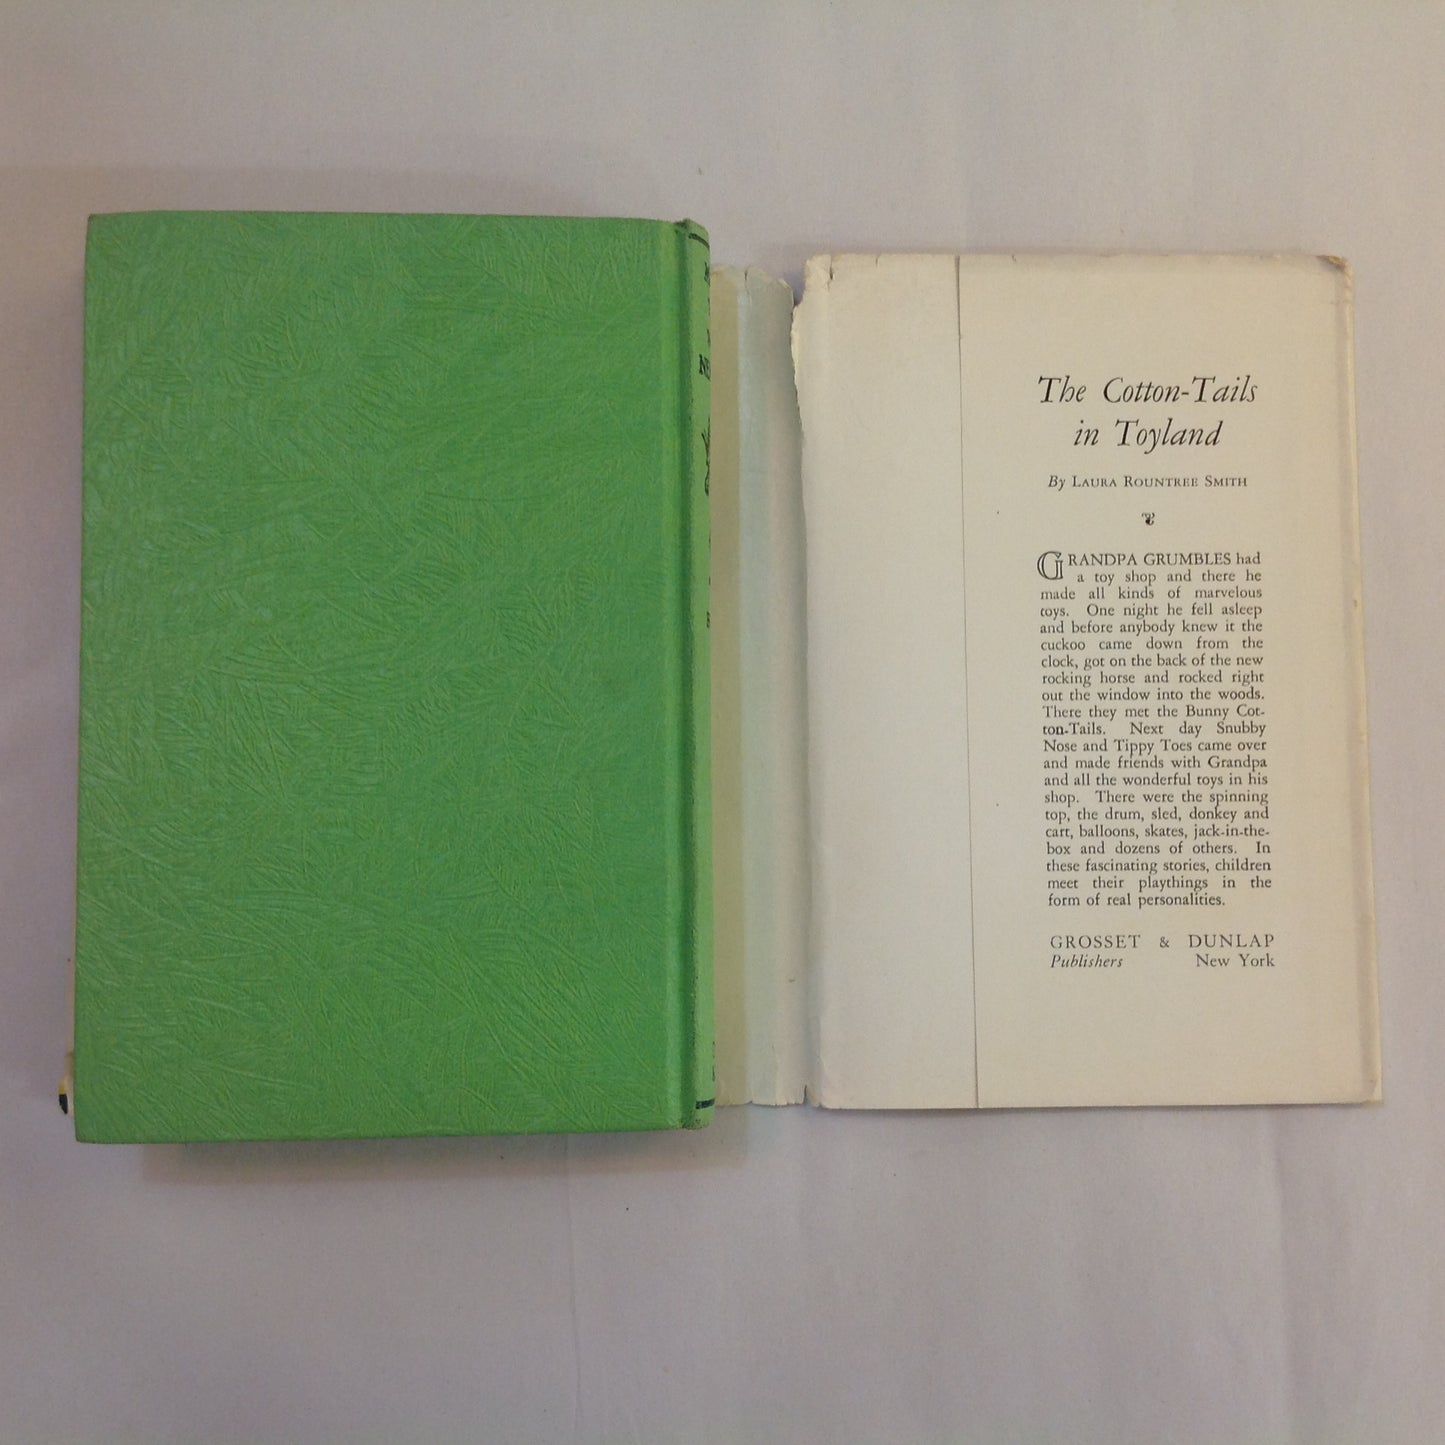 The Cotton-Tails
in Toyland
By LAURA ROUNTREE SMITH
GRANDPA GRUMBLES had
a toy shop and there he
made all kinds of marvelous
toys. One night he fell asleep
and before anybody knew it the
cuckoo came down from the
clock, got on the back of the new
rocking horse and rocked right
out the window into the woods.
There they met the Bunny Cot-
ton-Tails. Next day Snubby
Nose and Tippy Toes came over
and made friends with Grandpa
and all the wonderful toys in his
shop. There were the spinning
top, the drum, sled, donkey and
cart, balloons, skates, jack-in-the-
box and dozens of others. In
these fascinating stories, children
meet their playthings in the
form of real personalities.
GROSSET & DUNLAP
Publishers New York